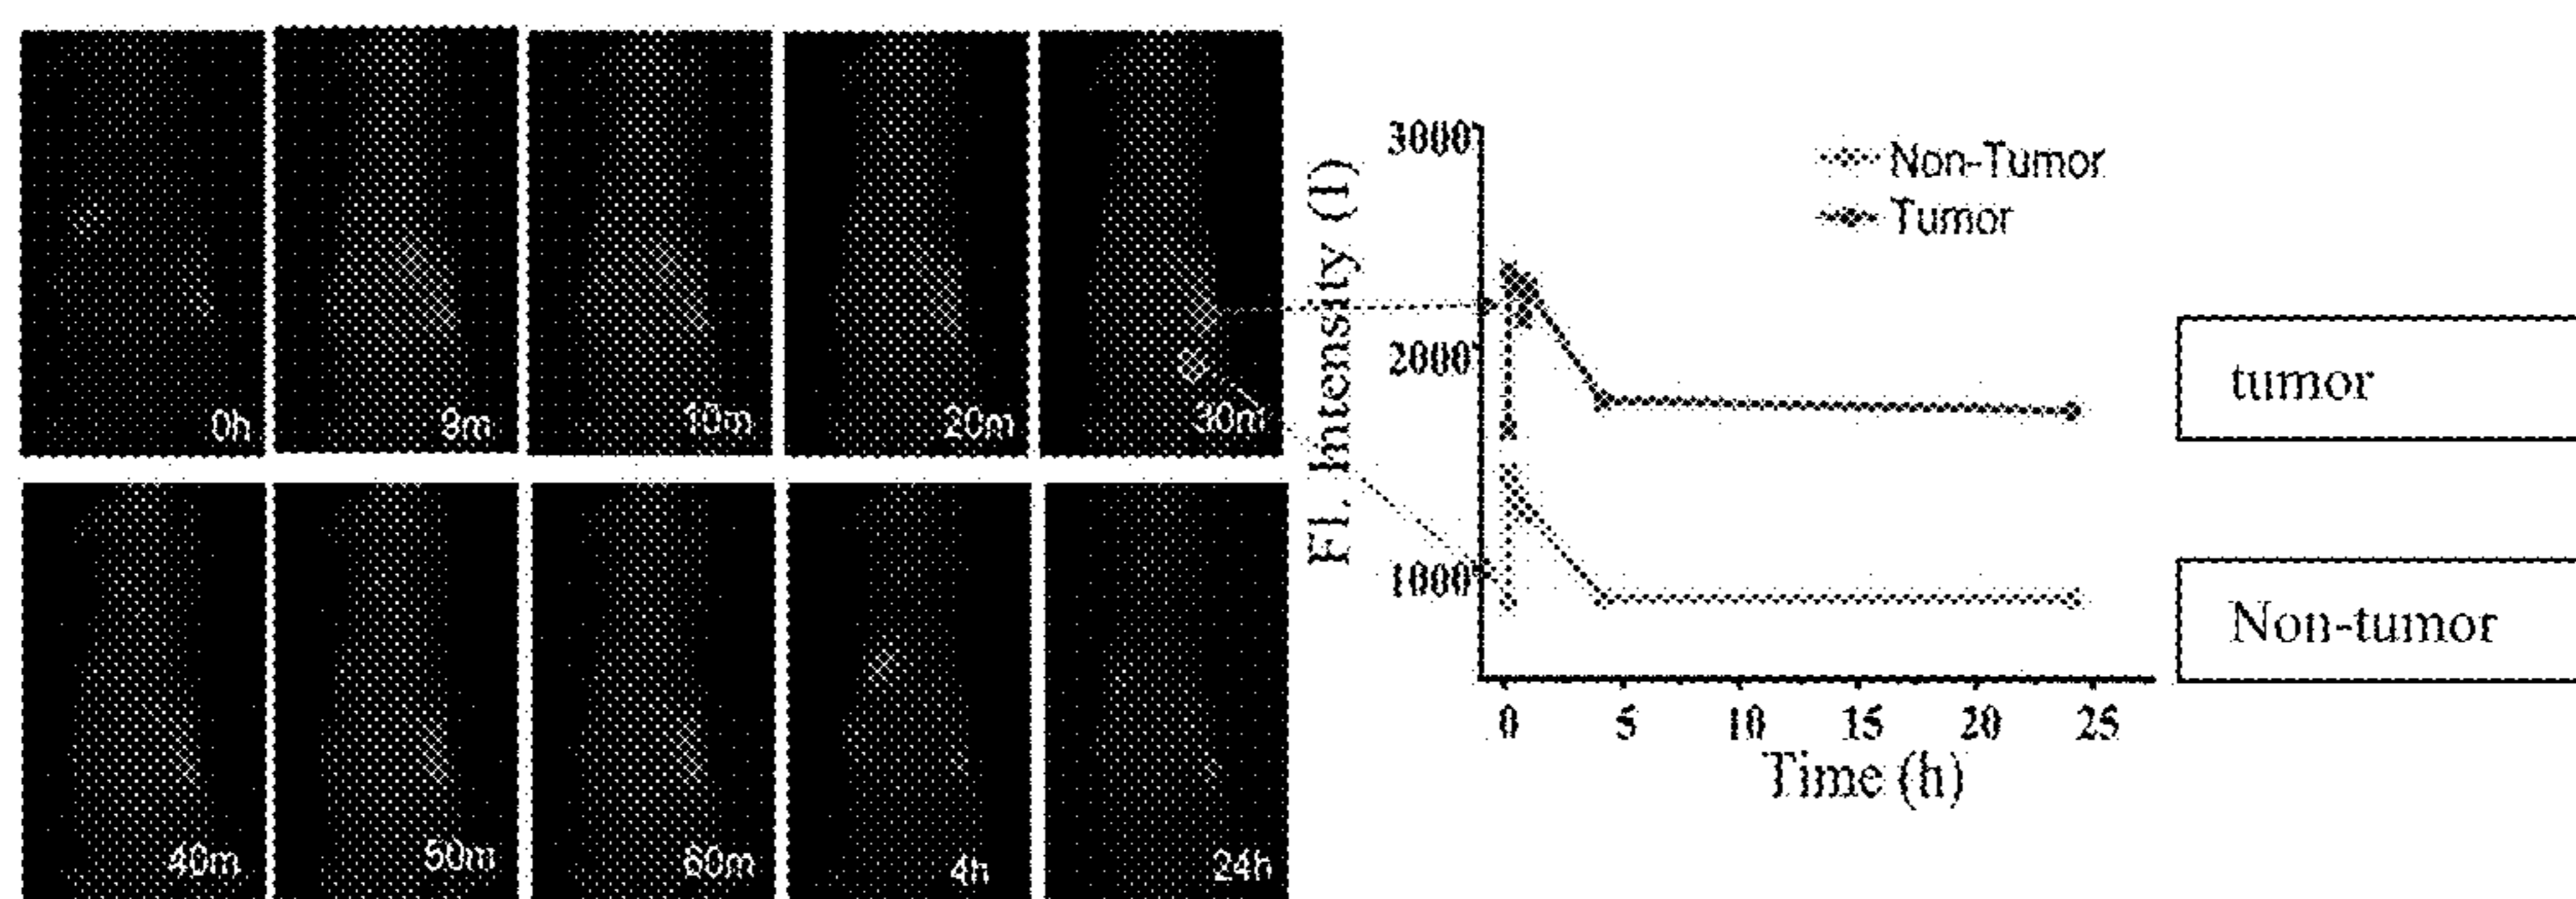 0h
3m
10m
20m
30m
40m
50m
60m
4h
24h
Fl. Intensity (I)
3000
2000
1000
Non-Tumor
Tumor
0 5 10 15 20 25
Time (h)
tumor
Non-tumor